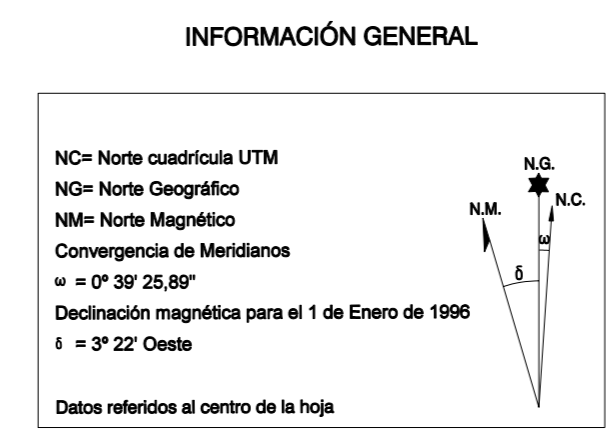 INFORMACIÓN GENERAL
NC= Norte cuadrícula UTM
NG= Norte Geográfico
NM= Norte Magnético
Convergencia de Meridianos
ω = 0º 39' 25,89"
Declinación magnética para el 1 de Enero de 1996
δ = 3º 22' Oeste
Datos referidos al centro de la hoja
N.G.
N.M.
N.C.
ω
δ